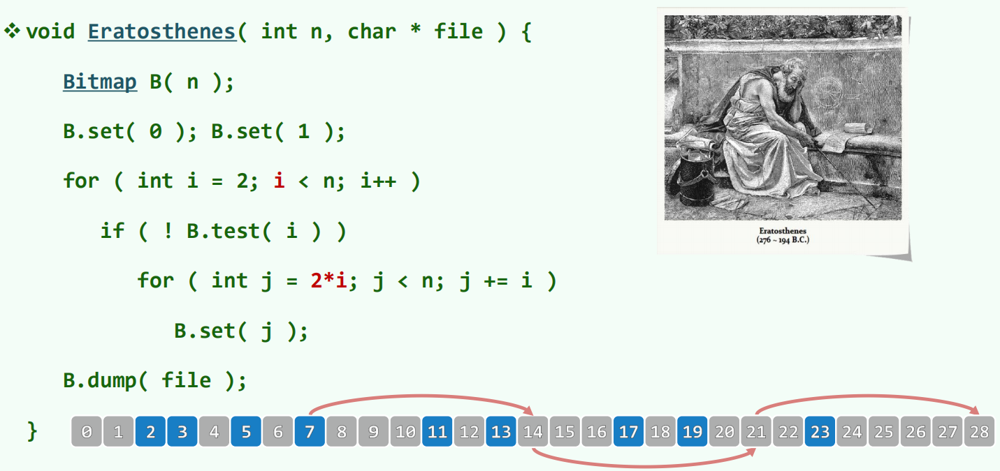 ❖ void Eratosthenes( int n, char * file ) {
Bitmap B( n );
B.set( 0 ); B.set( 1 );
for ( int i = 2; i < n; i++ )
if ( ! B.test( i ) )
for ( int j = 2*i; j < n; j += i )
B.set( j );
B.dump( file );
}
0 1 2 3 4 5 6 7 8 9 10 11 12 13 14 15 16 17 18 19 20 21 22 23 24 25 26 27 28
Eratosthenes
(276 ~ 194 B.C.)